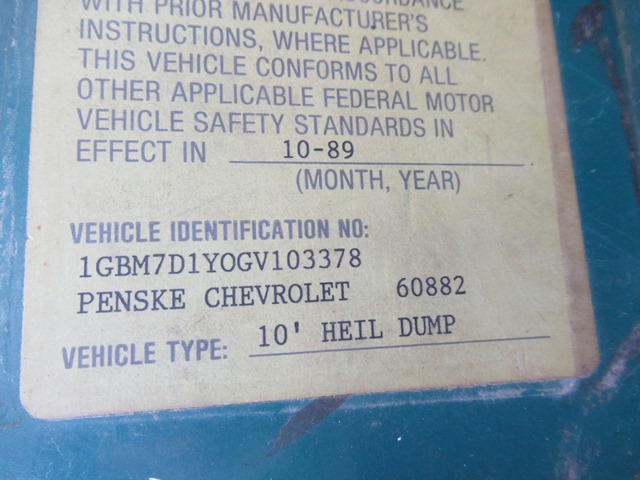 WITH PRIOR MANUFACTURER'S
INSTRUCTIONS, WHERE APPLICABLE.
THIS VEHICLE CONFORMS TO ALL
OTHER APPLICABLE FEDERAL MOTOR
VEHICLE SAFETY STANDARDS IN
EFFECT IN 10-89
(MONTH, YEAR)
VEHICLE IDENTIFICATION NO:
1GBM7D1YOGV103378
PENSKE CHEVROLET 60882
VEHICLE TYPE: 10' HEIL DUMP